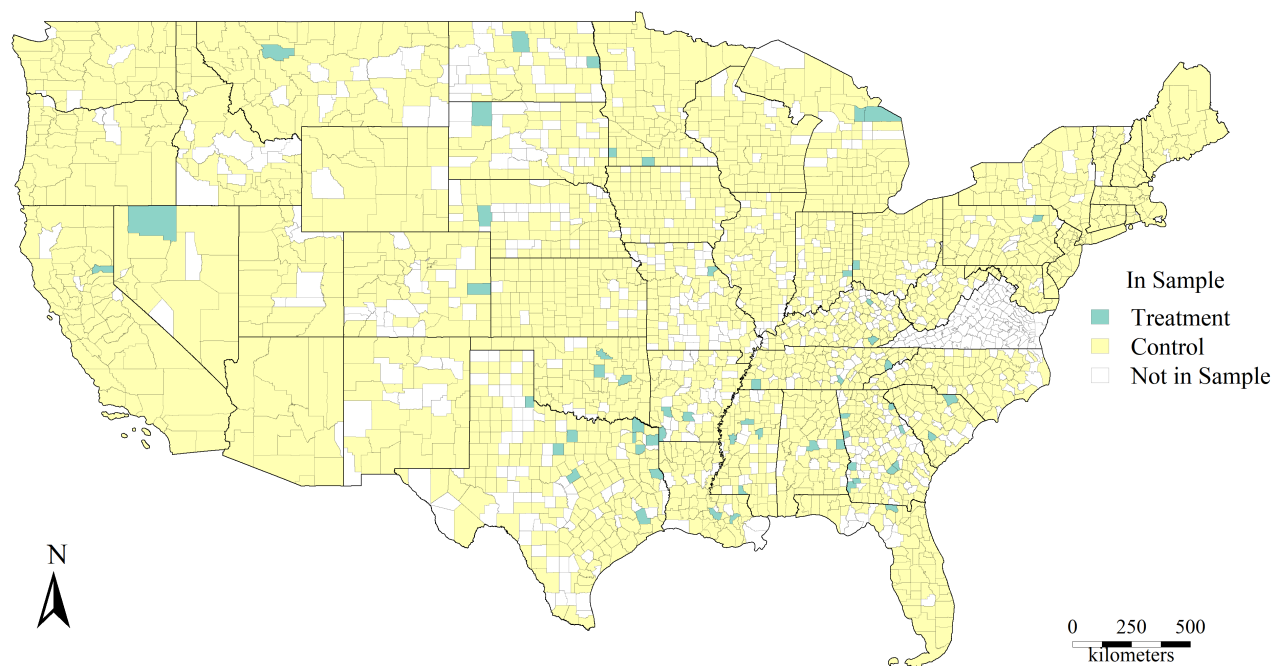 In Sample
Treatment
Control
Not in Sample
N
0 250 500
kilometers